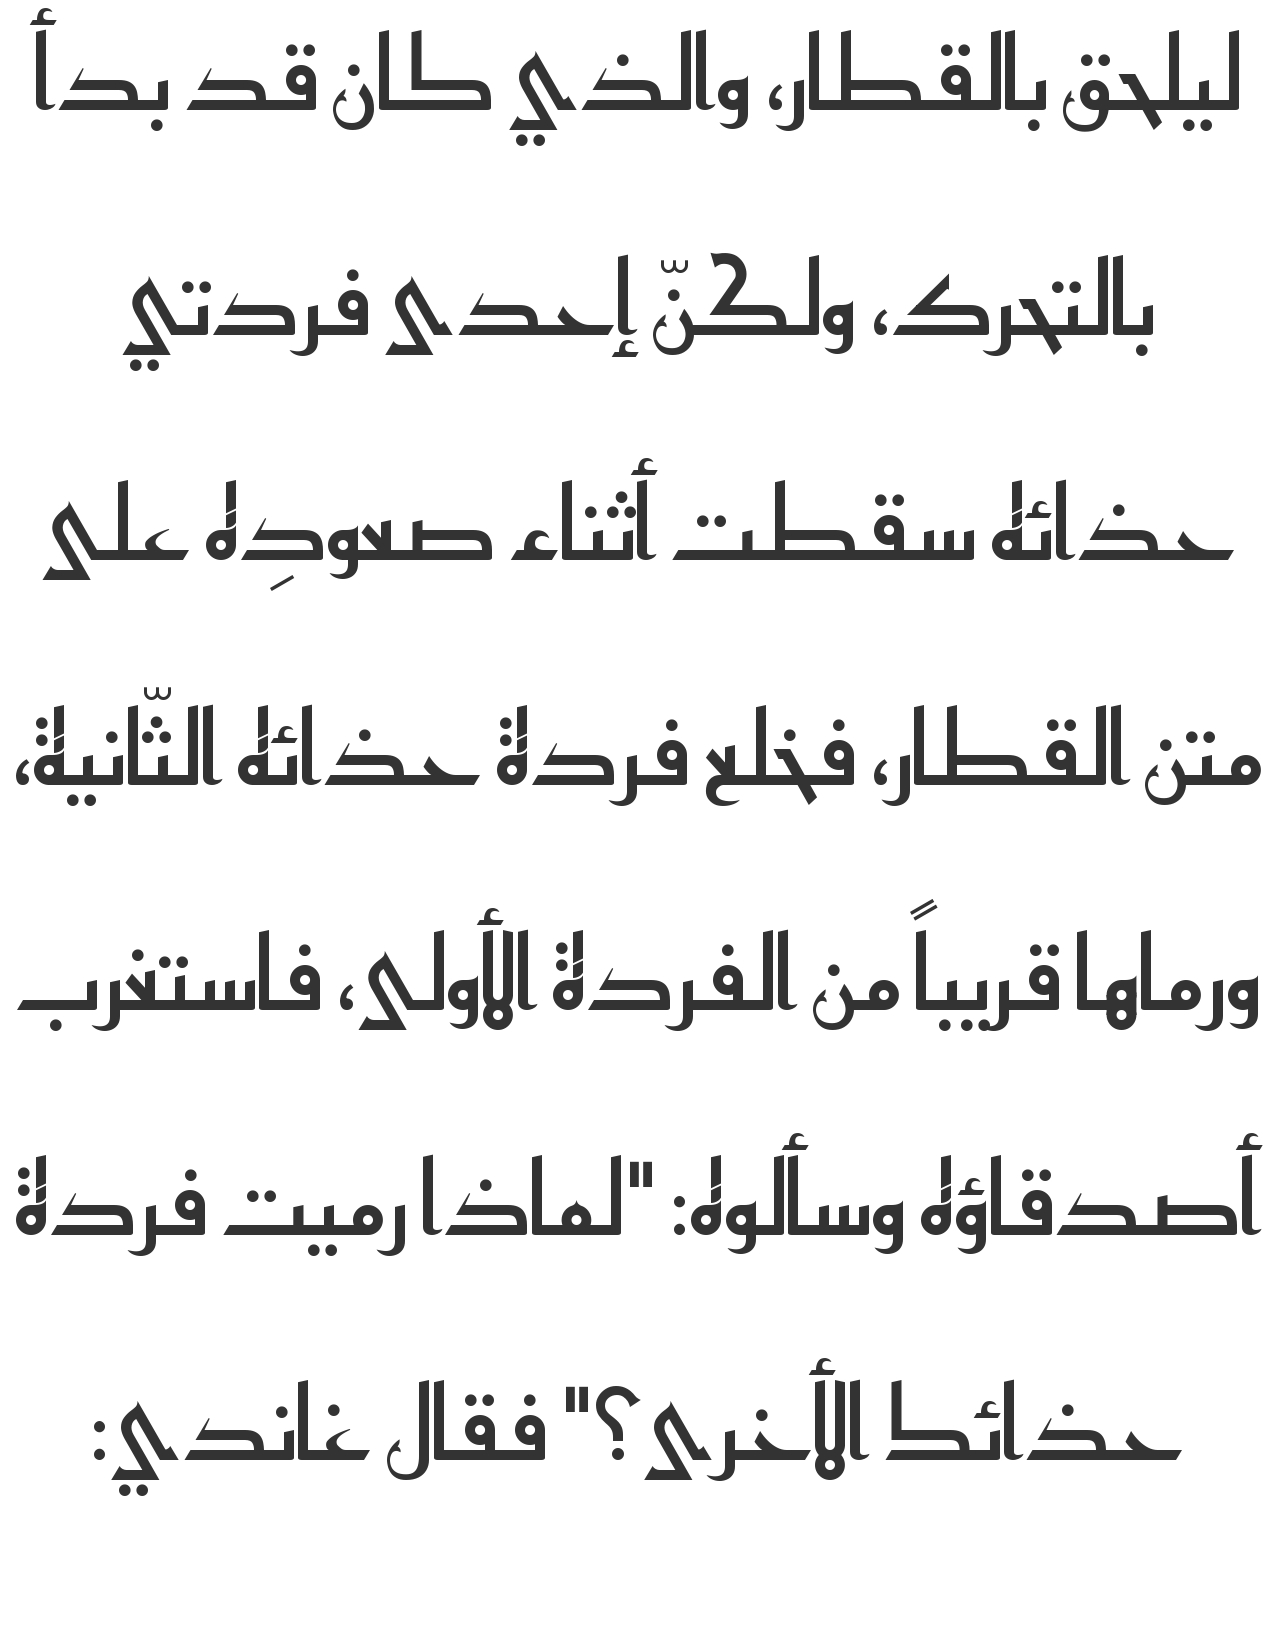 ليلحق بالقطار، والذي كان قد بدأ
بالتحرك، ولكنّ إحدى فردتي
حذائه سقطت أثناء صعودِه على
متن القطار، فخلع فردة حذائه الثّانية،
ورماها قريباً من الفردة الأولى، فاستغرب
أصدقاؤه وسألوه: "لماذا رميت فردة
حذائك الأخرى؟" فقال غاندي: